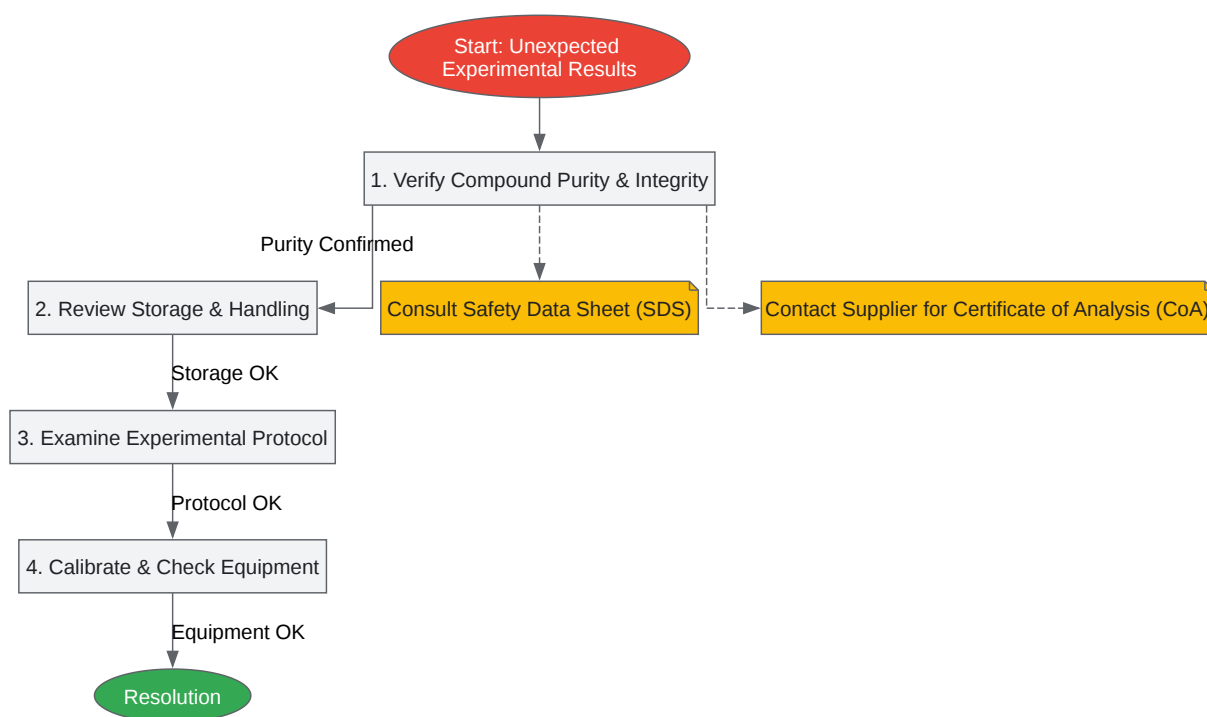 Start: Unexpected
Experimental Results
1. Verify Compound Purity & Integrity
Purity Confirmed
2. Review Storage & Handling
Consult Safety Data Sheet (SDS)
Contact Supplier for Certificate of Analysis (CoA)
Storage OK
3. Examine Experimental Protocol
Protocol OK
4. Calibrate & Check Equipment
Equipment OK
Resolution